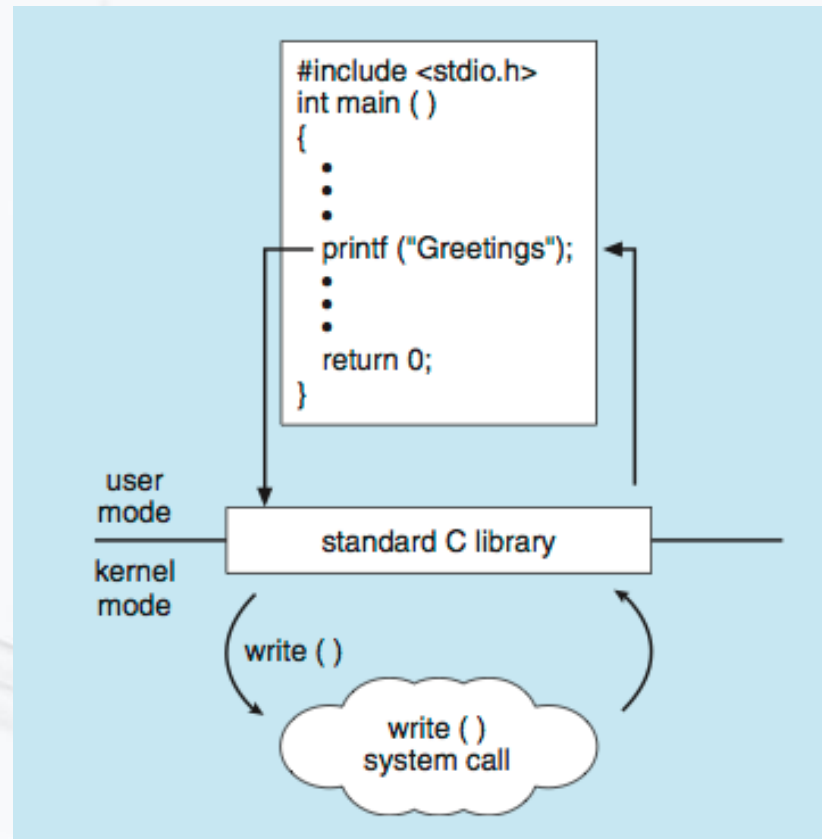 #include <stdio.h>
int main ( )
{
•
•
•
printf ("Greetings");
•
•
•
return 0;
}
user
mode
standard C library
kernel
mode
write ( )
write ( )
system call